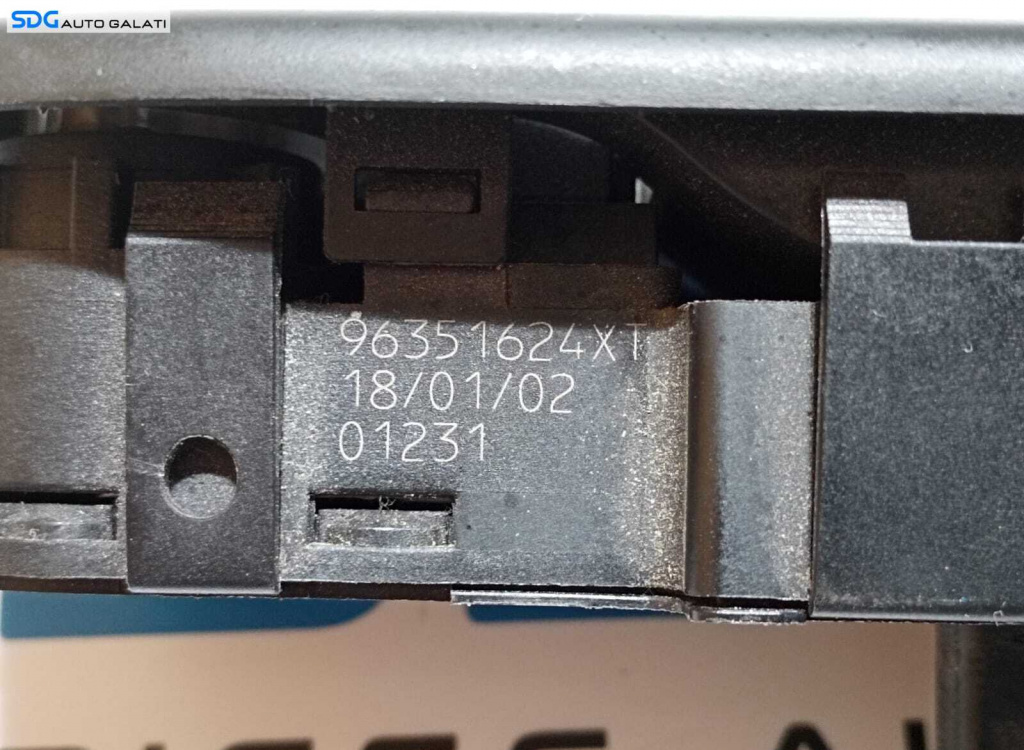 SDG AUTO GALATI
96351624XT
18/01/02
01231